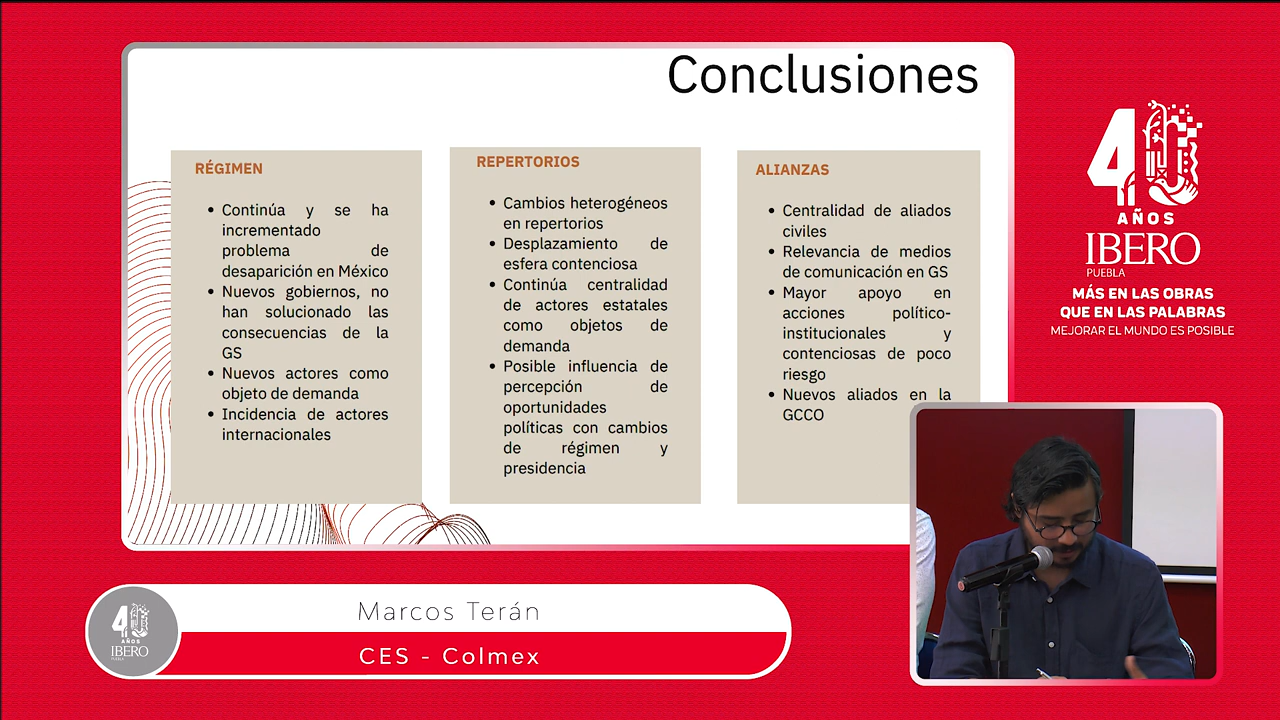 Conclusiones
RÉGIMEN
• Continúa y se ha
incrementado
problema de
desaparición en México
• Nuevos gobiernos, no
han solucionado las
consecuencias de la
GS
• Nuevos actores como
objeto de demanda
• Incidencia de actores
internacionales
REPERTORIOS
• Cambios heterogéneos
en repertorios
• Desplazamiento de
esfera contenciosa
• Continúa centralidad
de actores estatales
como objetos de
demanda
• Posible influencia de
percepción de
oportunidades
políticas con cambios
de régimen y
presidencia
ALIANZAS
• Centralidad de aliados
civiles
• Relevancia de medios
de comunicación en GS
• Mayor apoyo en
acciones político-
institucionales y
contenciosas de poco
riesgo
• Nuevos aliados en la
GCCO
40
AÑOS
IBERO
PUEBLA
MÁS EN LAS OBRAS
QUE EN LAS PALABRAS
MEJORAR EL MUNDO ES POSIBLE
40
AÑOS
IBERO
PUEBLA
Marcos Terán
CES - Colmex